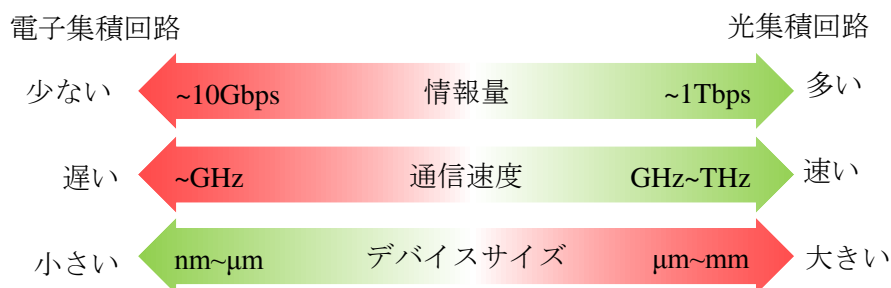 電子集積回路 光集積回路
少ない ~10Gbps 情報量 ~1Tbps 多い
遅い ~GHz 通信速度 GHz~THz 速い
小さい nm~μm デバイスサイズ μm~mm 大きい